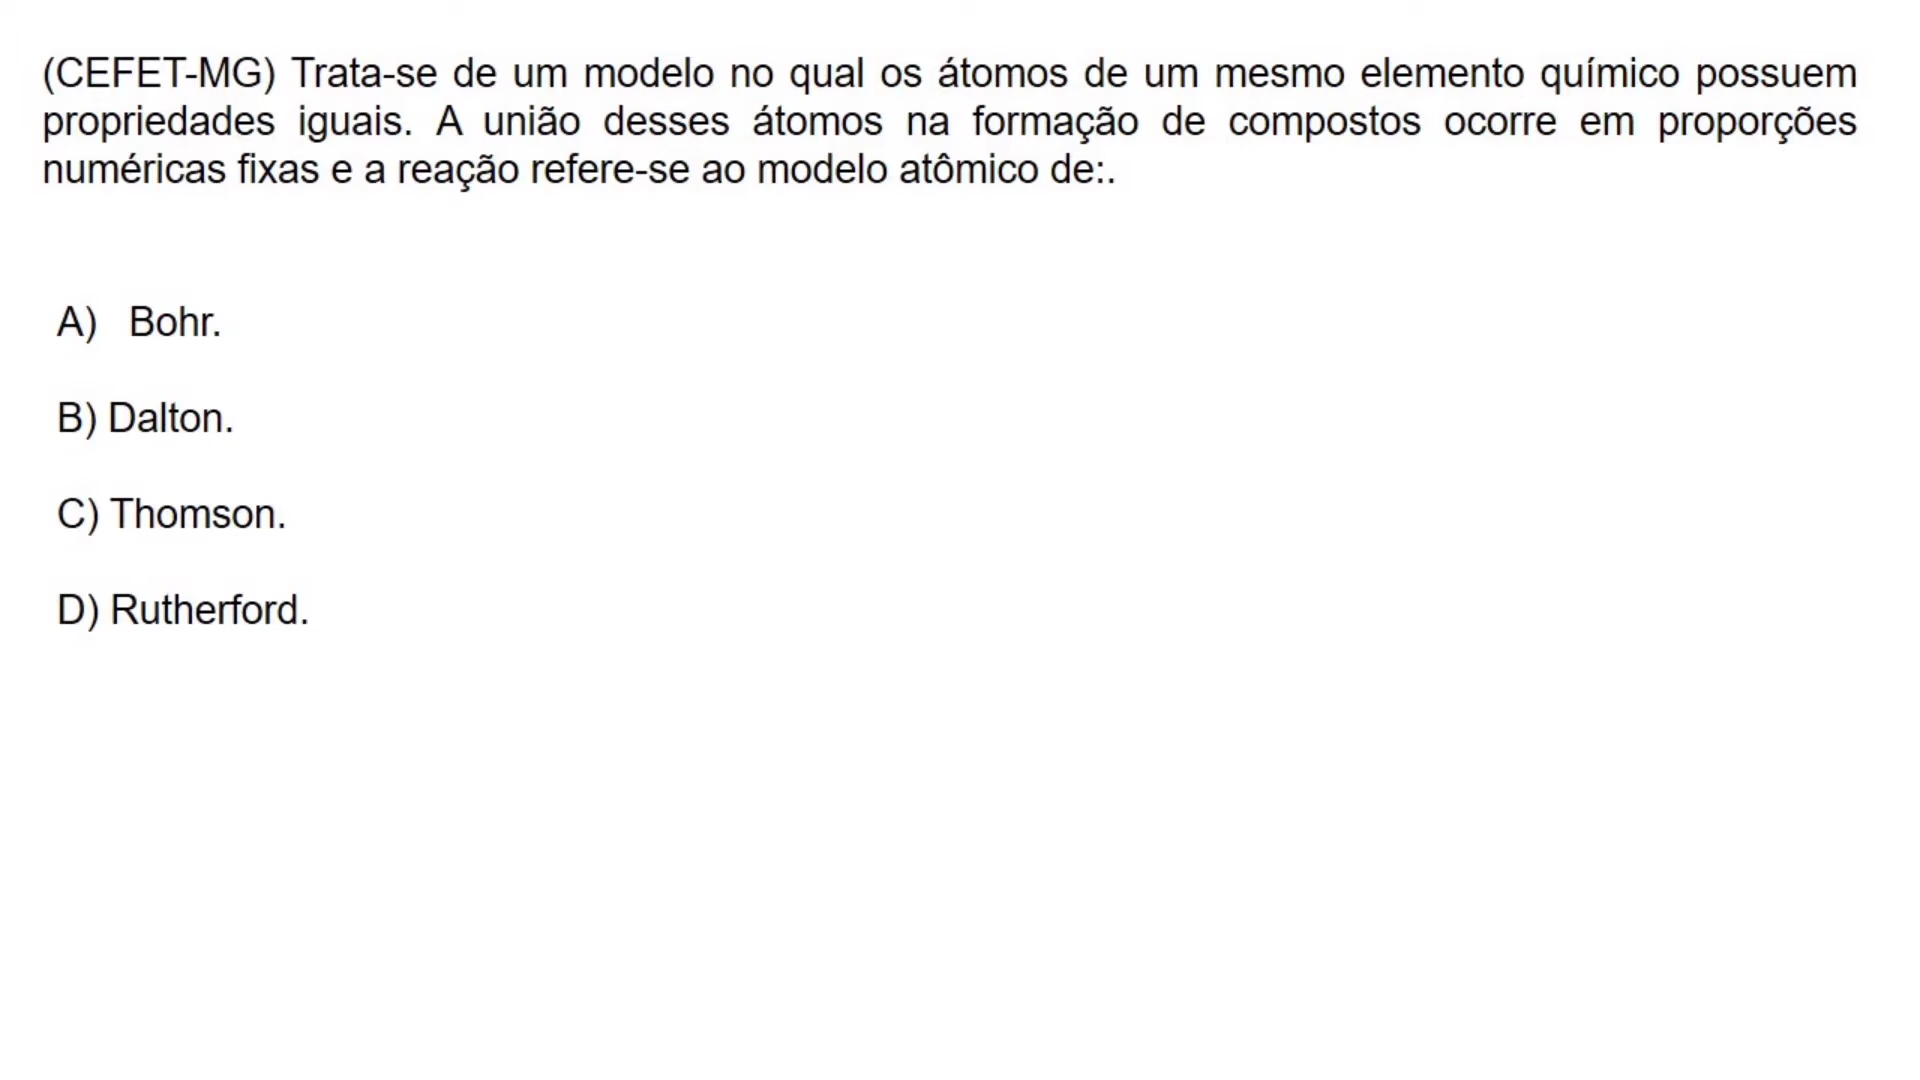 (CEFET-MG) Trata-se de um modelo no qual os átomos de um mesmo elemento químico possuem
propriedades iguais. A união desses átomos na formação de compostos ocorre em proporções
numéricas fixas e a reação refere-se ao modelo atômico de:.
A) Bohr.
B) Dalton.
C) Thomson.
D) Rutherford.